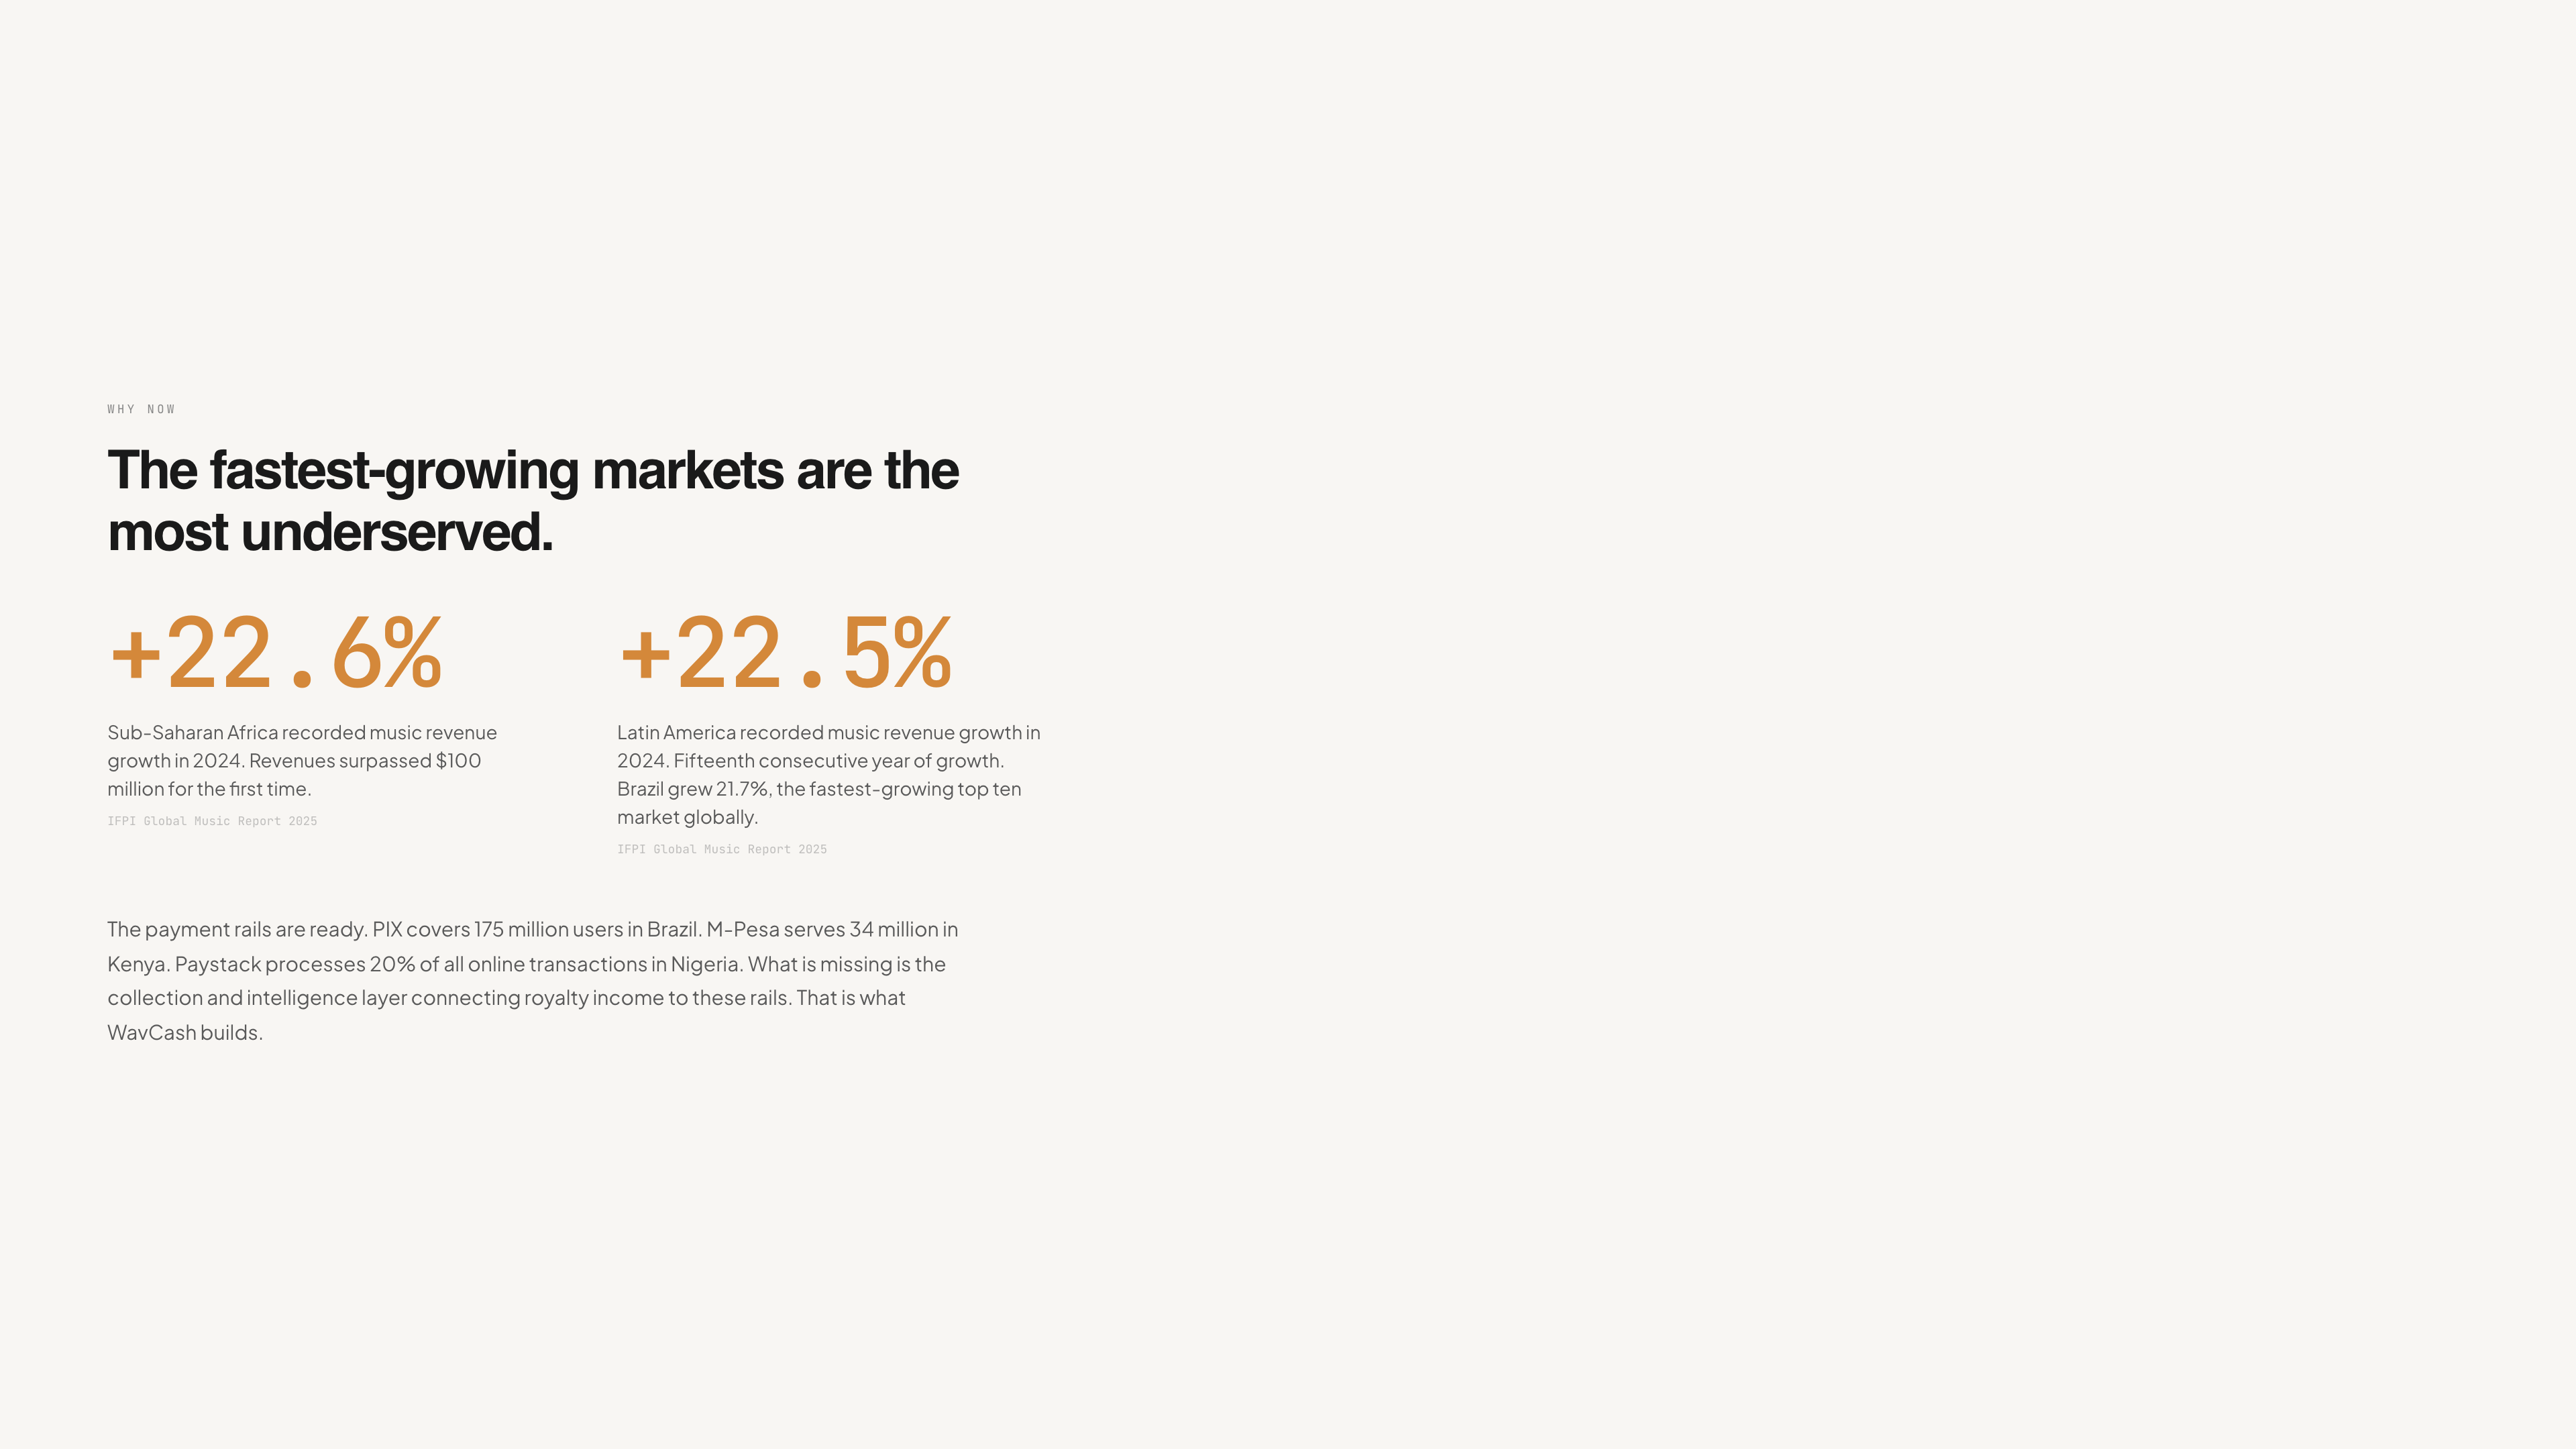 WHY NOW
The fastest-growing markets are the
most underserved.
+22.6%
Sub-Saharan Africa recorded music revenue
growth in 2024. Revenues surpassed $100
million for the first time.
IFPI Global Music Report 2025
+22.5%
Latin America recorded music revenue growth in
2024. Fifteenth consecutive year of growth.
Brazil grew 21.7%, the fastest-growing top ten
market globally.
IFPI Global Music Report 2025
The payment rails are ready. PIX covers 175 million users in Brazil. M-Pesa serves 34 million in
Kenya. Paystack processes 20% of all online transactions in Nigeria. What is missing is the
collection and intelligence layer connecting royalty income to these rails. That is what
WavCash builds.